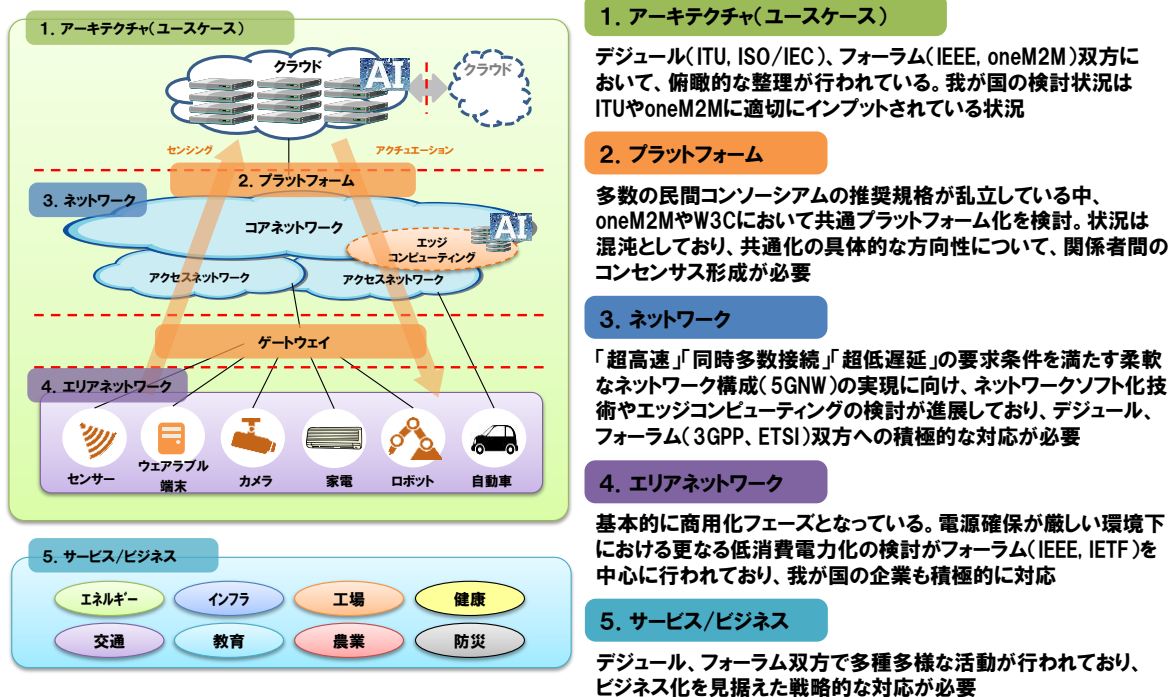 1. アーキテクチャ(ユースケース)
クラウド
AI
クラウド
センシング
アクチュエーション
2. プラットフォーム
3. ネットワーク
コアネットワーク
AI
エッジ
コンピューティング
アクセスネットワーク
アクセスネットワーク
ゲートウェイ
4. エリアネットワーク
センサー
ウェアラブル
端末
カメラ
家電
ロボット
自動車
5. サービス/ビジネス
エネルギー
インフラ
工場
健康
交通
教育
農業
防災
1. アーキテクチャ(ユースケース)
デジュール(ITU, ISO/IEC)、フォーラム(IEEE, oneM2M)双方に
おいて、俯瞰的な整理が行われている。我が国の検討状況は
ITUやoneM2Mに適切にインプットされている状況
2. プラットフォーム
多数の民間コンソーシアムの推奨規格が乱立している中、
oneM2MやW3Cにおいて共通プラットフォーム化を検討。状況は
混沌としており、共通化の具体的な方向性について、関係者間の
コンセンサス形成が必要
3. ネットワーク
「超高速」「同時多数接続」「超低遅延」の要求条件を満たす柔軟
なネットワーク構成(5GNW)の実現に向け、ネットワークソフト化技
術やエッジコンピューティングの検討が進展しており、デジュール、
フォーラム(3GPP、ETSI)双方への積極的な対応が必要
4. エリアネットワーク
基本的に商用化フェーズとなっている。電源確保が厳しい環境下
における更なる低消費電力化の検討がフォーラム(IEEE, IETF)を
中心に行われており、我が国の企業も積極的に対応
5. サービス/ビジネス
デジュール、フォーラム双方で多種多様な活動が行われており、
ビジネス化を見据えた戦略的な対応が必要